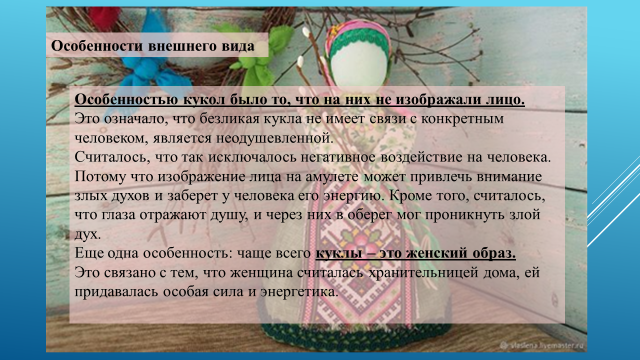 Особенности внешнего вида
Особенностью кукол было то, что на них не изображали лицо.
Это означало, что безликая кукла не имеет связи с конкретным
человеком, является неодушевленной.
Считалось, что так исключалось негативное воздействие на человека.
Потому что изображение лица на амулете может привлечь внимание
злых духов и заберет у человека его энергию. Кроме того, считалось,
что глаза отражают душу, и через них в оберег мог проникнуть злой
дух.
Еще одна особенность: чаще всего куклы – это женский образ.
Это связано с тем, что женщина считалась хранительницей дома, ей
придавалась особая сила и энергетика.